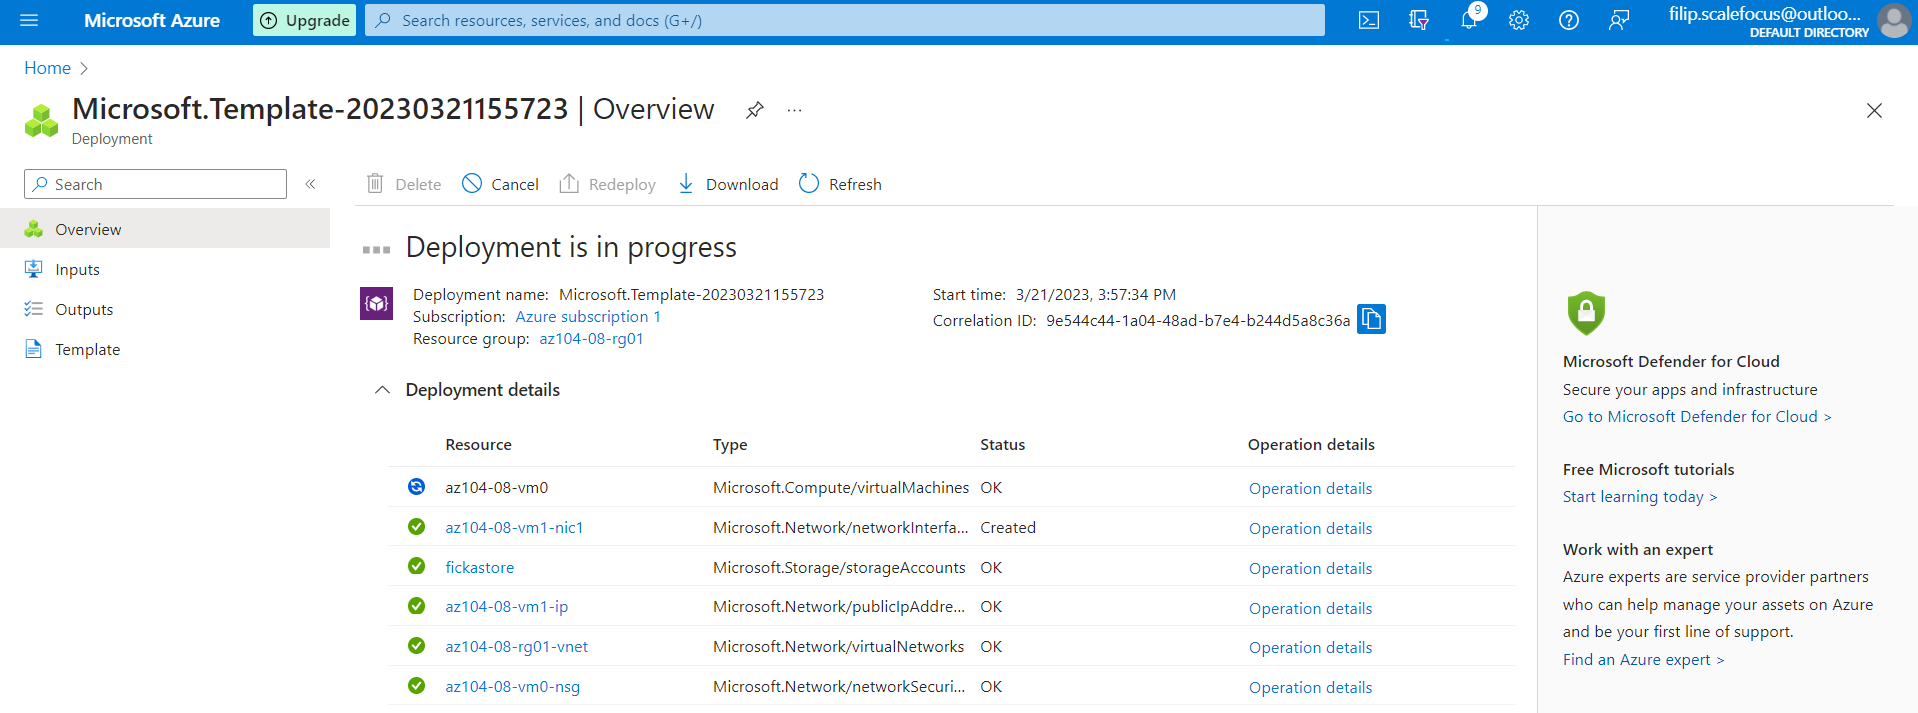 Microsoft Azure
Upgrade
Search resources, services, and docs (G+/)
9
filip.scalefocus@outloo...
DEFAULT DIRECTORY
Home
Microsoft.Template-20230321155723 | Overview
Deployment
Search
Delete
Cancel
Redeploy
Download
Refresh
Overview
Inputs
Outputs
Template
Deployment is in progress
Deployment name: Microsoft.Template-20230321155723
Subscription: Azure subscription 1
Resource group: az104-08-rg01
Start time: 3/21/2023, 3:57:34 PM
Correlation ID: 9e544c44-1a04-48ad-b7e4-b244d5a8c36a
Deployment details
Resource Type Status Operation details
az104-08-vm0 Microsoft.Compute/virtualMachines OK Operation details
az104-08-vm1-nic1 Microsoft.Network/networkInterfa... Created Operation details
fickastore Microsoft.Storage/storageAccounts OK Operation details
az104-08-vm1-ip Microsoft.Network/publicIpAddre... OK Operation details
az104-08-rg01-vnet Microsoft.Network/virtualNetworks OK Operation details
az104-08-vm0-nsg Microsoft.Network/networkSecuri... OK Operation details
Microsoft Defender for Cloud
Secure your apps and infrastructure
Go to Microsoft Defender for Cloud >
Free Microsoft tutorials
Start learning today >
Work with an expert
Azure experts are service provider partners
who can help manage your assets on Azure
and be your first line of support.
Find an Azure expert >